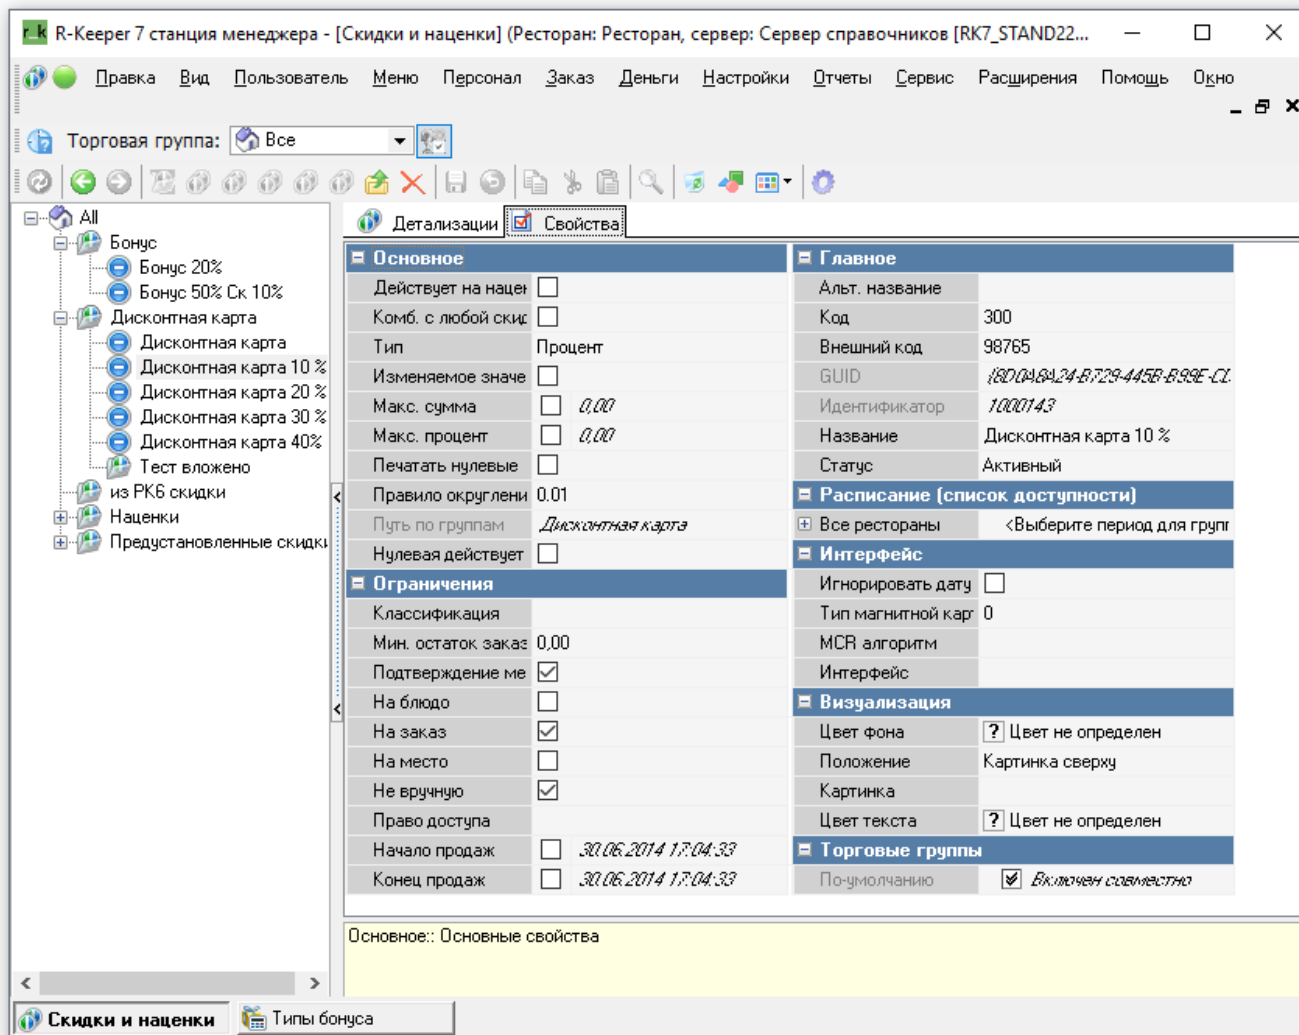 r_k R-Keeper 7 станция менеджера - [Скидки и наценки] (Ресторан: Ресторан, сервер: Сервер справочников [RK7_STAND22...
Правка Вид Пользователь Меню Персонал Заказ Деньги Настройки Отчеты Сервис Расширения Помощь Окно
Торговая группа: Все
All
Бонус
Бонус 20%
Бонус 50% Ск 10%
Дисконтная карта
Дисконтная карта
Дисконтная карта 10 %
Дисконтная карта 20 %
Дисконтная карта 30 %
Дисконтная карта 40%
Тест вложено
из РК6 скидки
Наценки
Предустановленные скидки
Детализации Свойства
Основное
Действует на нацен
Комб. с любой скид
Тип Процент
Изменяемое значе
Макс. сумма 0,00
Макс. процент 0,00
Печатать нулевые
Правило округлени 0.01
Путь по группам Дисконтная карта
Нулевая действует
Ограничения
Классификация
Мин. остаток заказ 0,00
Подтверждение ме
На блюдо
На заказ
На место
Не вручную
Право доступа
Начало продаж 30.06.2014 17:04:33
Конец продаж 30.06.2014 17:04:33
Главное
Альт. название
Код 300
Внешний код 98765
GUID {8D0A8A24-B729-445B-B99E-CL
Идентификатор 1000143
Название Дисконтная карта 10 %
Статус Активный
Расписание (список доступности)
Все рестораны <Выберите период для групп
Интерфейс
Игнорировать дату
Тип магнитной кар 0
MCR алгоритм
Интерфейс
Визуализация
Цвет фона ? Цвет не определен
Положение Картинка сверху
Картинка
Цвет текста ? Цвет не определен
Торговые группы
По-умолчанию Включен совместно
Основное:: Основные свойства
Скидки и наценки Типы бонуса